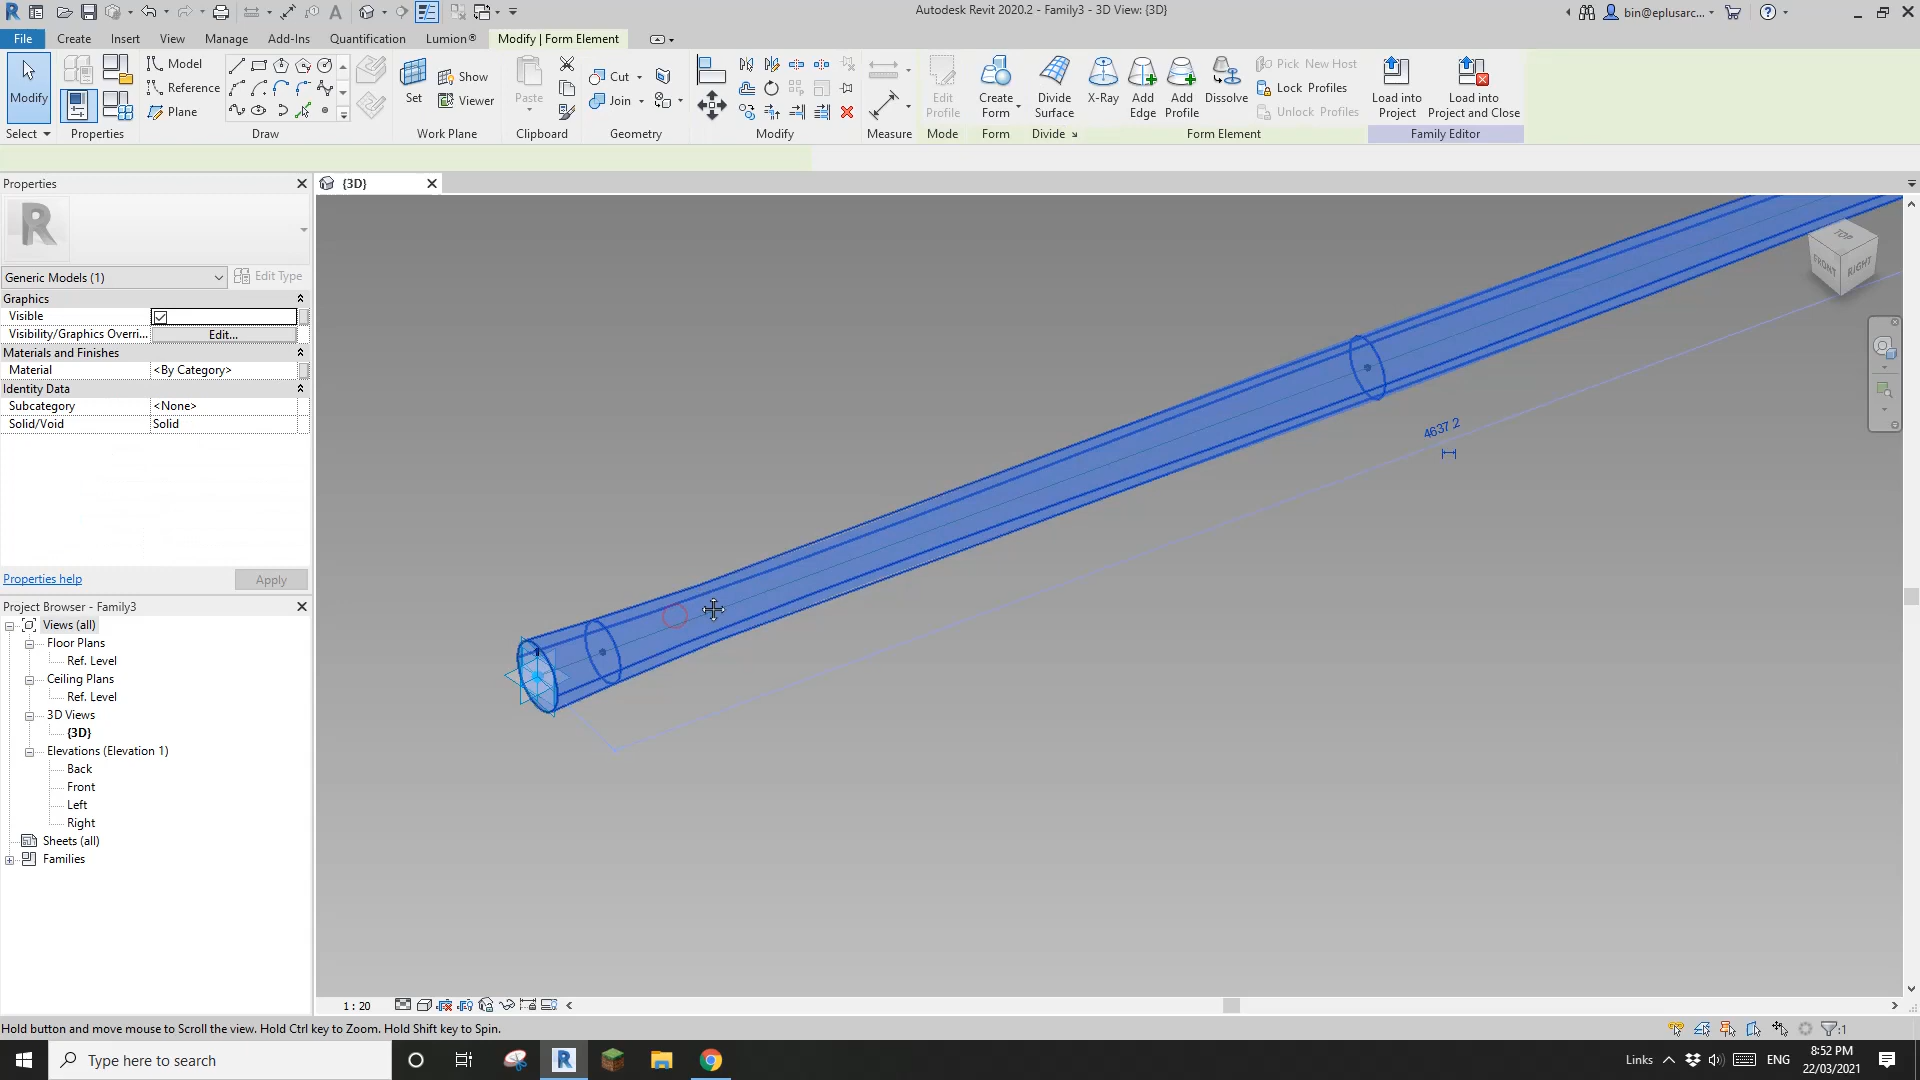 Autodesk Revit 2020.2 - Family3 - 3D View: {3D}
bin@eplusarc...
File Create Insert View Manage Add-Ins Quantification Lumion® Modify | Form Element
Modify
Select
Properties
Model
Reference
Plane
Draw
Set
Show
Viewer
Work Plane
Paste
Clipboard
Cut
Join
Geometry
Modify
Measure
Edit
Profile
Mode
Create
Form
Form
Divide
Surface
Divide
X-Ray
Add
Edge
Add
Profile
Dissolve
Pick New Host
Lock Profiles
Unlock Profiles
Form Element
Load into
Project
Load into
Project and Close
Family Editor
Properties
{3D}
R
Generic Models (1)
Edit Type
Graphics
Visible
Visibility/Graphics Overri... Edit...
Materials and Finishes
Material <By Category>
Identity Data
Subcategory <None>
Solid/Void Solid
Properties help
Apply
Project Browser - Family3
Views (all)
Floor Plans
Ref. Level
Ceiling Plans
Ref. Level
3D Views
{3D}
Elevations (Elevation 1)
Back
Front
Left
Right
Sheets (all)
Families
TOP
FRONT
RIGHT
4637.2
1 : 20
Hold button and move mouse to Scroll the view. Hold Ctrl key to Zoom. Hold Shift key to Spin.
:1
Type here to search
Links
ENG
8:52 PM
22/03/2021